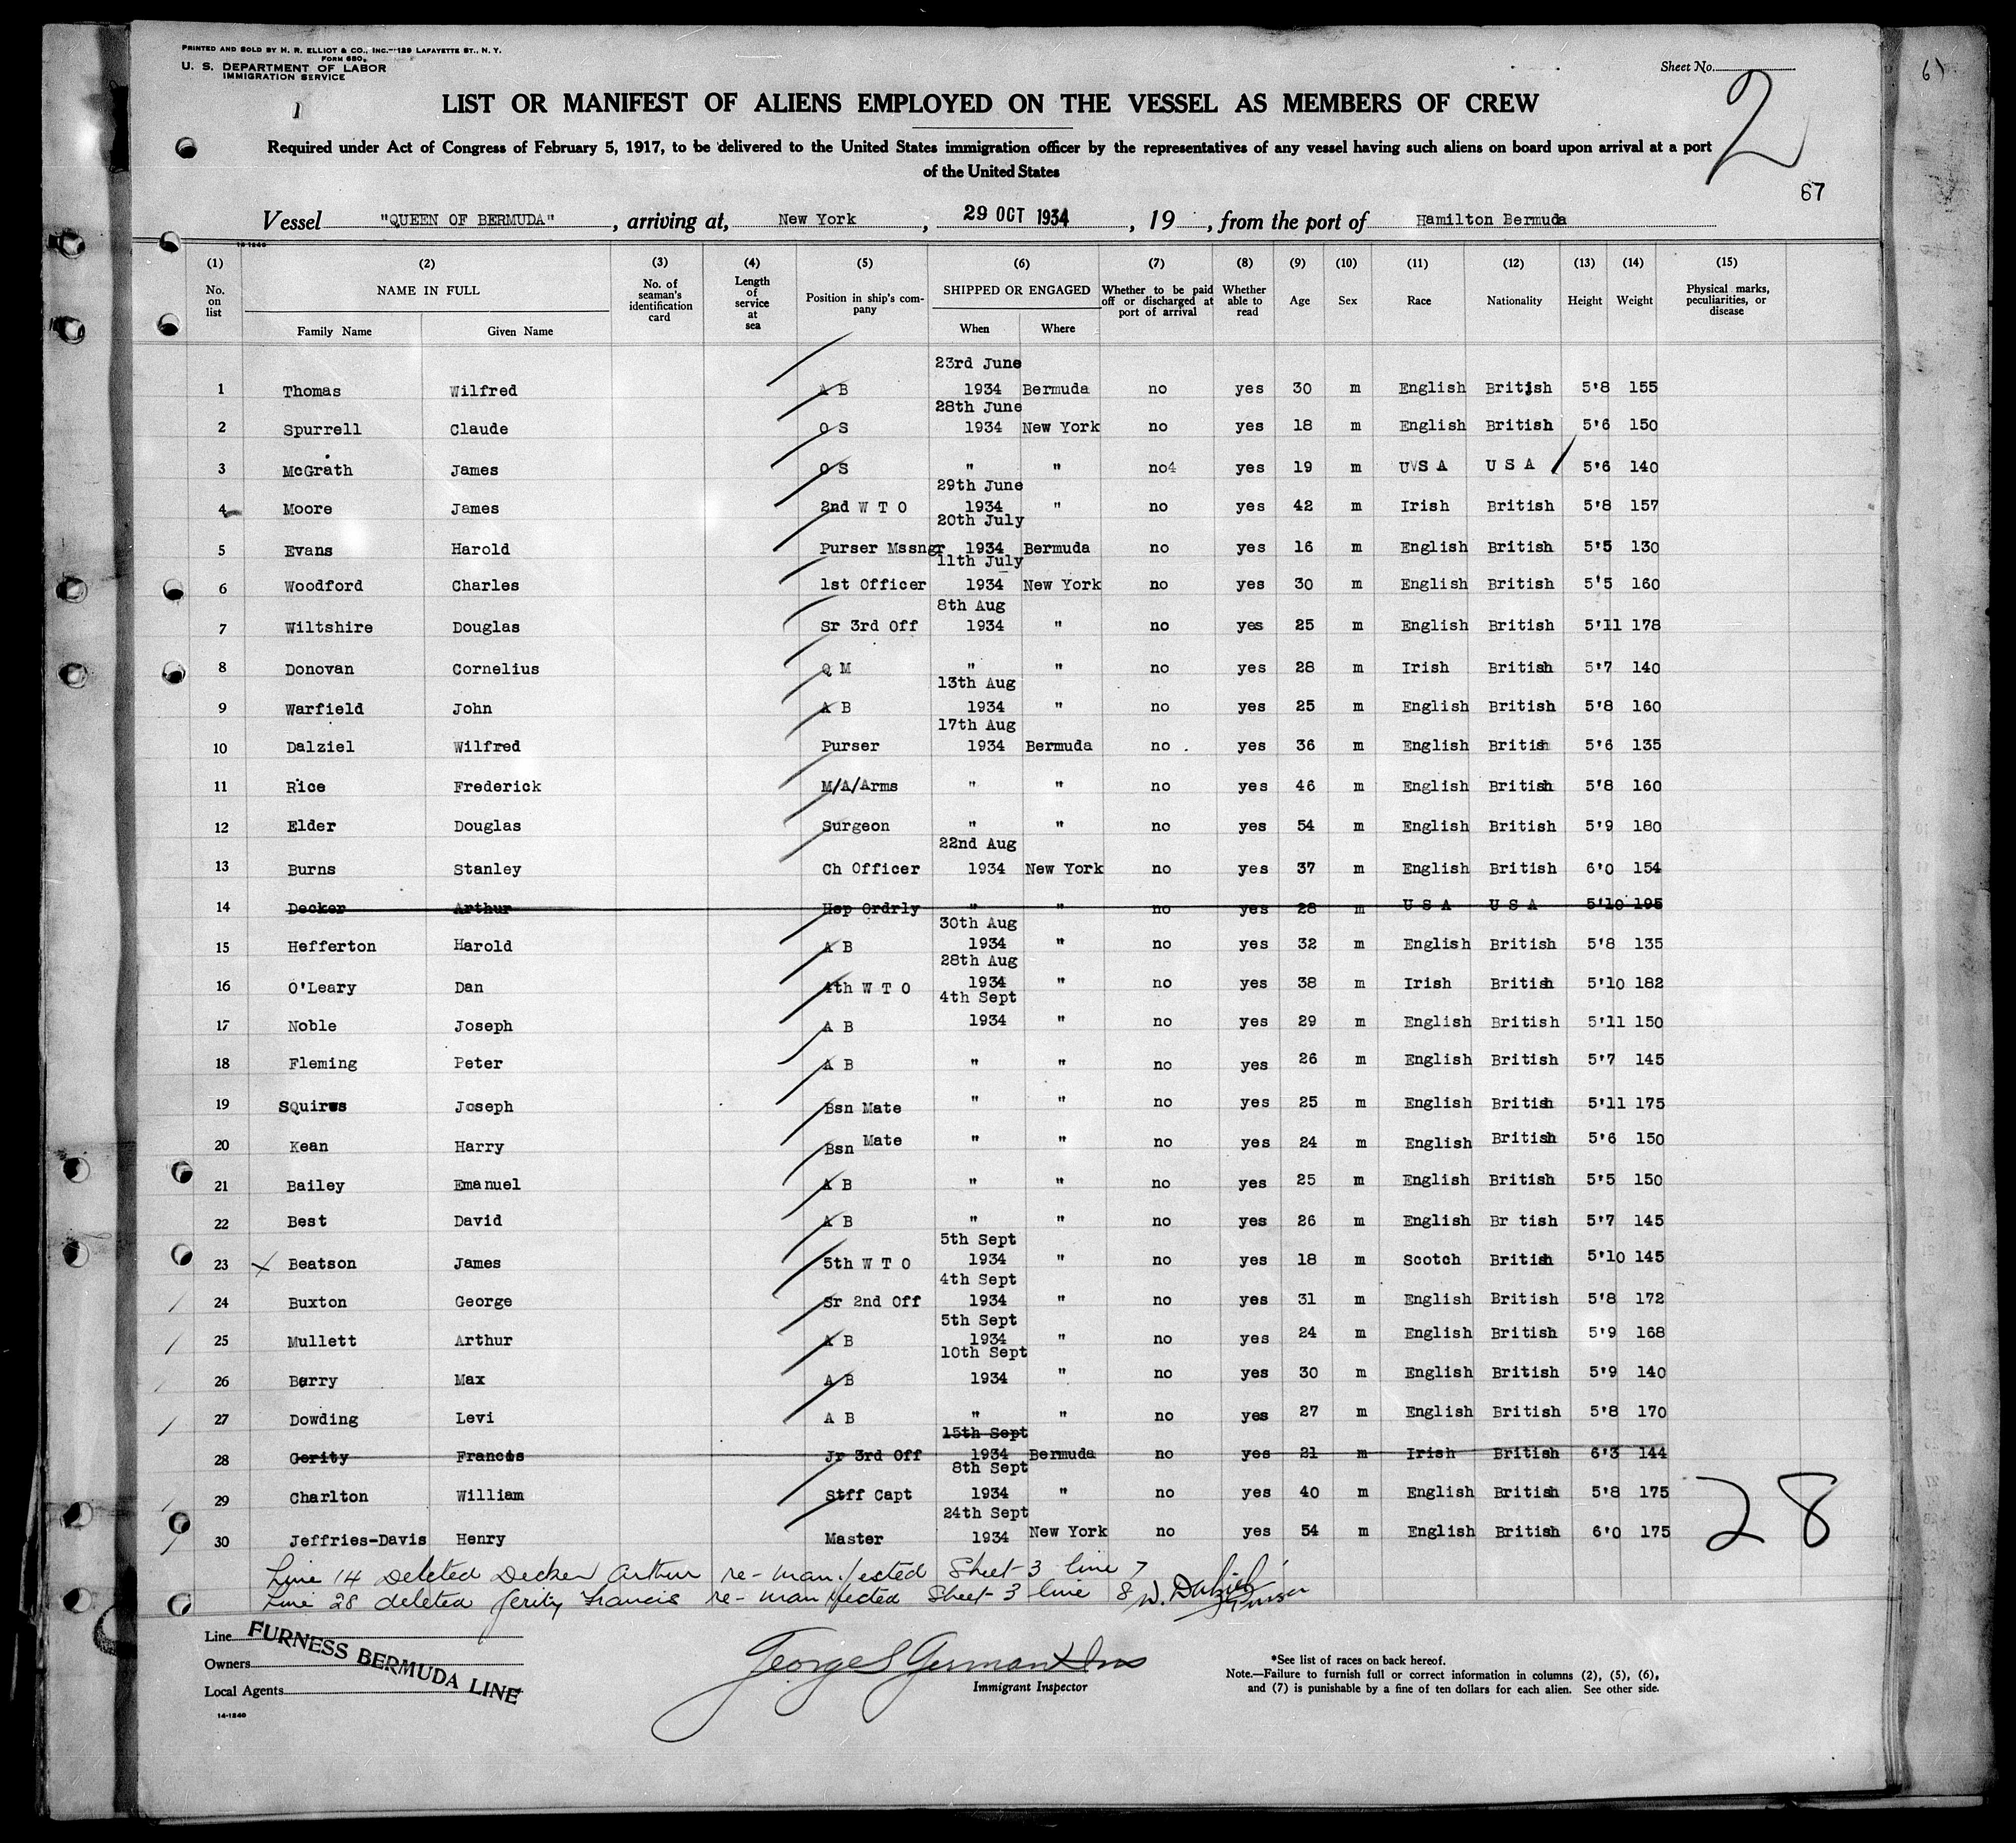 PRINTED AND SOLD BY H. R. ELLIOT & CO., INC.—129 LAFAYETTE ST., N. Y.
FORM 680.
U. S. DEPARTMENT OF LABOR
IMMIGRATION SERVICE
Sheet No.
1
2
67
LIST OR MANIFEST OF ALIENS EMPLOYED ON THE VESSEL AS MEMBERS OF CREW
Required under Act of Congress of February 5, 1917, to be delivered to the United States immigration officer by the representatives of any vessel having such aliens on board upon arrival at a port
of the United States
Vessel "QUEEN OF BERMUDA", arriving at, New York, 29 OCT 1934, 19, from the port of Hamilton Bermuda
14-1240
(1) (2) (3) (4) (5) (6) (7) (8) (9) (10) (11) (12) (13) (14) (15)
No. on list NAME IN FULL Family Name Given Name No. of seaman's identification card Length of service at sea Position in ship's company SHIPPED OR ENGAGED When Where Whether to be paid off or discharged at port of arrival Whether able to read Age Sex Race Nationality Height Weight Physical marks, peculiarities, or disease
23rd June
1 Thomas Wilfred A B 1934 Bermuda no yes 30 m English British 5'8 155
28th June
2 Spurrell Claude O S 1934 New York no yes 18 m English British 5'6 150
3 McGrath James O S " " no4 yes 19 m UVS A U S A 5'6 140
29th June
4 Moore James 2nd W T O 1934 " no yes 42 m Irish British 5'8 157
20th July
5 Evans Harold Purser Mssngr 1934 Bermuda no yes 16 m English British 5'5 130
11th July
6 Woodford Charles 1st Officer 1934 New York no yes 30 m English British 5'5 160
8th Aug
7 Wiltshire Douglas Sr 3rd Off 1934 " no yes 25 m English British 5'11 178
8 Donovan Cornelius Q M " " no yes 28 m Irish British 5'7 140
13th Aug
9 Warfield John A B 1934 " no yes 25 m English British 5'8 160
17th Aug
10 Dalziel Wilfred Purser 1934 Bermuda no . yes 36 m English British 5'6 135
11 Rice Frederick M/A/Arms " " no yes 46 m English British 5'8 160
12 Elder Douglas Surgeon " " no yes 54 m English British 5'9 180
22nd Aug
13 Burns Stanley Ch Officer 1934 New York no yes 37 m English British 6'0 154
14 Decker Arthur Hsp Ordrly " " no yes 28 m U S A U S A 5'10 195
30th Aug
15 Hefferton Harold A B 1934 " no yes 32 m English British 5'8 135
28th Aug
16 O'Leary Dan 4th W T O 1934 " no yes 38 m Irish British 5'10 182
4th Sept
17 Noble Joseph A B 1934 " no yes 29 m English British 5'11 150
18 Fleming Peter A B " " no yes 26 m English British 5'7 145
19 SQuires Joseph Bsn Mate " " no yes 25 m English British 5'11 175
20 Kean Harry Bsn Mate " " no yes 24 m English British 5'6 150
21 Bailey Emanuel A B " " no yes 25 m English British 5'5 150
22 Best David A B " " no yes 26 m English Br tish 5'7 145
5th Sept
23 Beatson James 5th W T O 1934 " no yes 18 m Scotch British 5'10 145
4th Sept
24 Buxton George Sr 2nd Off 1934 " no yes 31 m English British 5'8 172
5th Sept
25 Mullett Arthur A B 1934 " no yes 24 m English British 5'9 168
10th Sept
26 Barry Max A B 1934 " no yes 30 m English British 5'9 140
27 Dowding Levi A B " " no yes 27 m English British 5'8 170
15th Sept
28 Gerity Francis Jr 3rd Off 1934 Bermuda no yes 21 m Irish British 6'3 144
8th Sept
29 Charlton William Stff Capt 1934 " no yes 40 m English British 5'8 175
24th Sept
30 Jeffries-Davis Henry Master 1934 New York no yes 54 m English British 6'0 175
28
Line 14 deleted Decker Arthur re-manifested Sheet 3 line 7
Line 28 deleted Gerity Francis re-manifested Sheet 3 line 8 W. Dalziel Purser
Line
Owners
Local Agents
FURNESS BERMUDA LINE
14-1240
George S German
Immigrant Inspector
*See list of races on back hereof.
Note.—Failure to furnish full or correct information in columns (2), (5), (6),
and (7) is punishable by a fine of ten dollars for each alien. See other side.